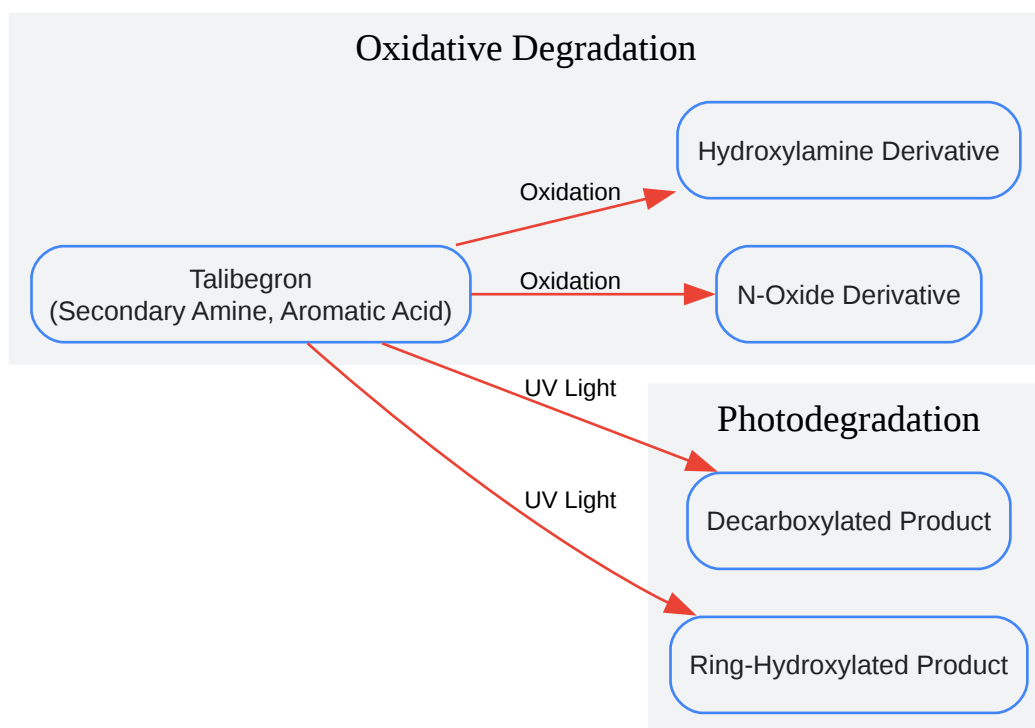 Oxidative Degradation
Hydroxylamine Derivative
Oxidation
Talibegron
(Secondary Amine, Aromatic Acid)
Oxidation
N-Oxide Derivative
UV Light
Photodegradation
UV Light
Decarboxylated Product
Ring-Hydroxylated Product